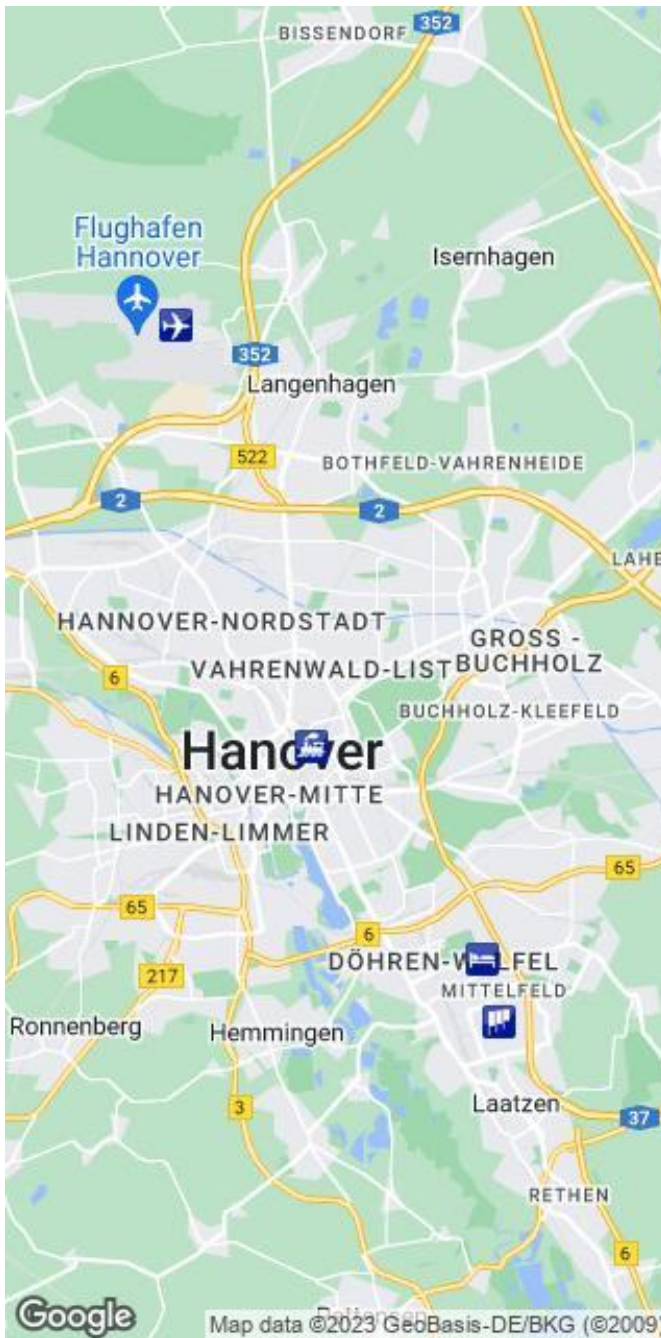 352
BISSENDORF
Flughafen
Hannover
Isernhagen
352
Langenhagen
522
BOTHFELD-VAHRENHEIDE
2
2
LAHE
HANNOVER-NORDSTADT
GROSS -
BUCHHOLZ
VAHRENWALD-LIST
6
BUCHHOLZ-KLEEFELD
Hanover
HANOVER-MITTE
LINDEN-LIMMER
65
65
6
DÖHREN-W LFEL
217
MITTELFELD
Ronnenberg
Hemmingen
3
Laatzen
37
RETHEN
6
Google
Map data ©2023 GeoBasis-DE/BKG (©2009